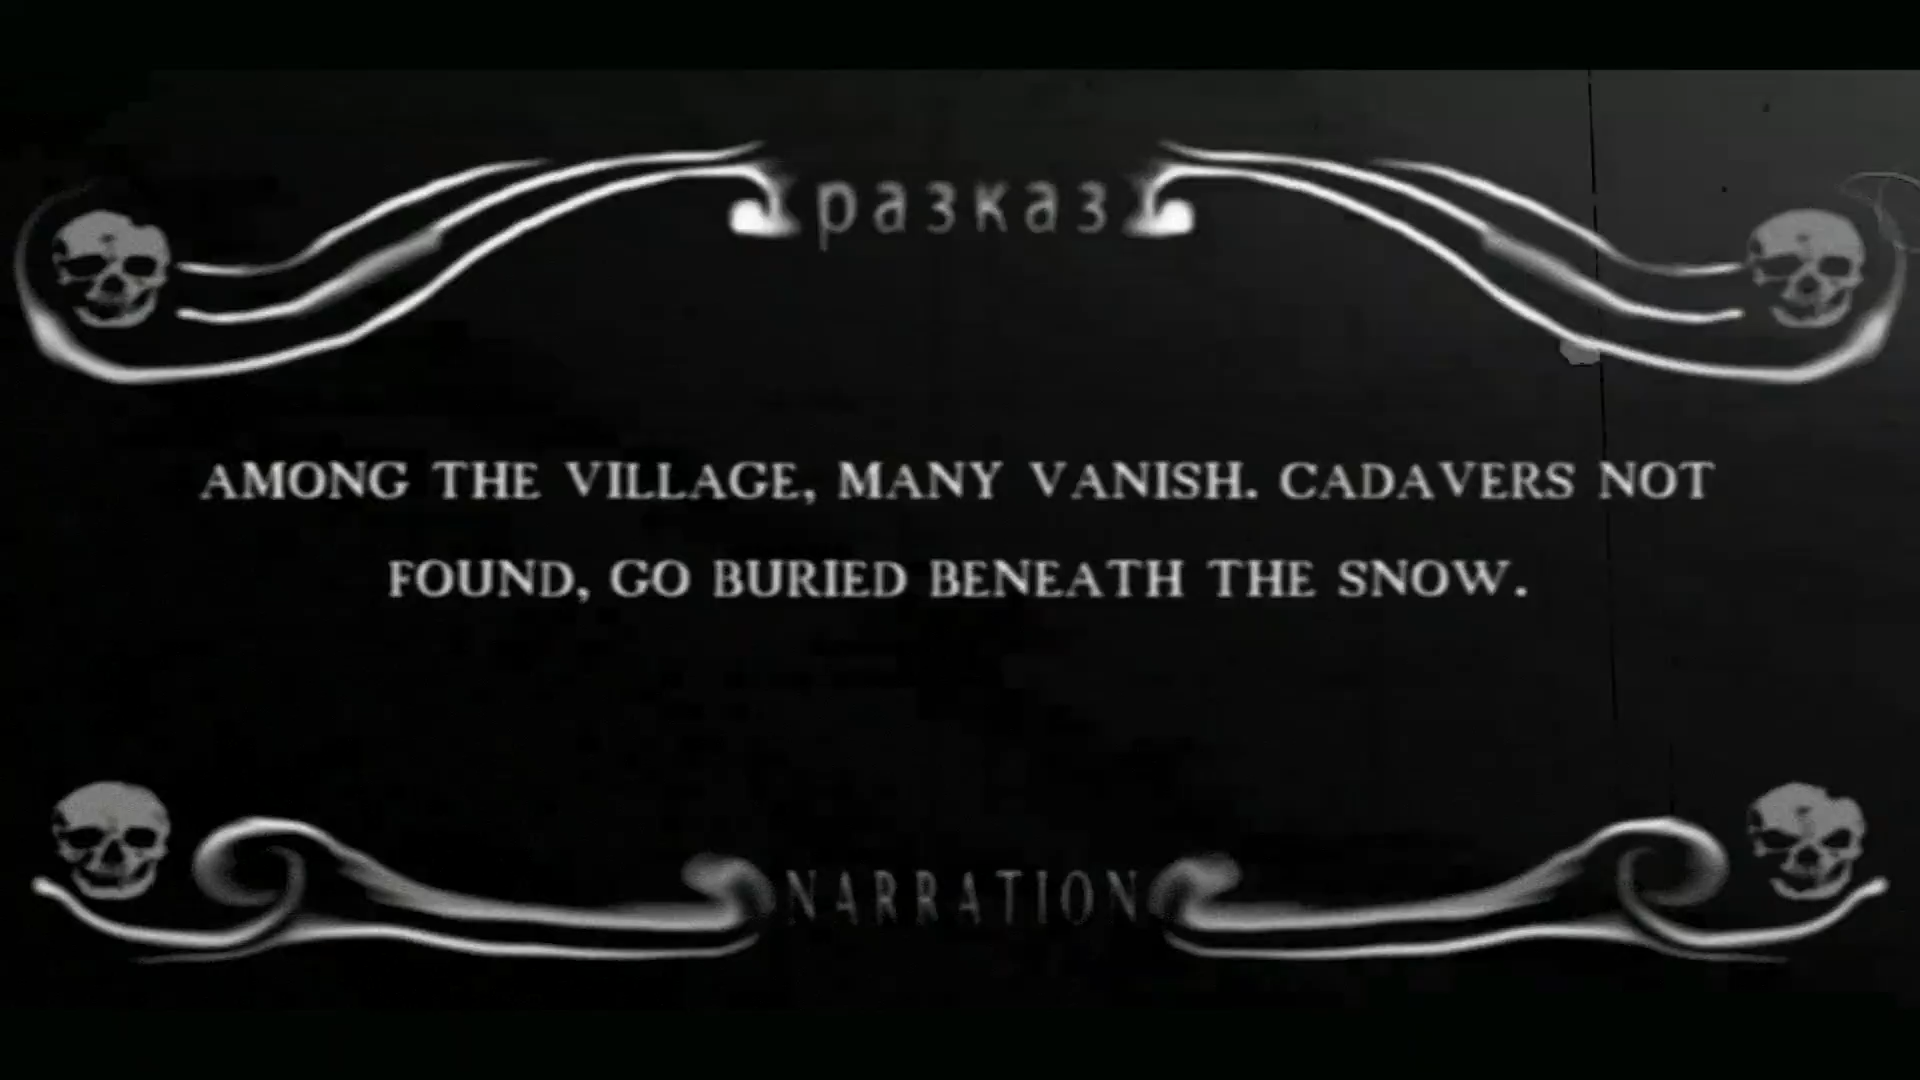 разказ
AMONG THE VILLAGE, MANY VANISH. CADAVERS NOT
FOUND, GO BURIED BENEATH THE SNOW.
NARRATION